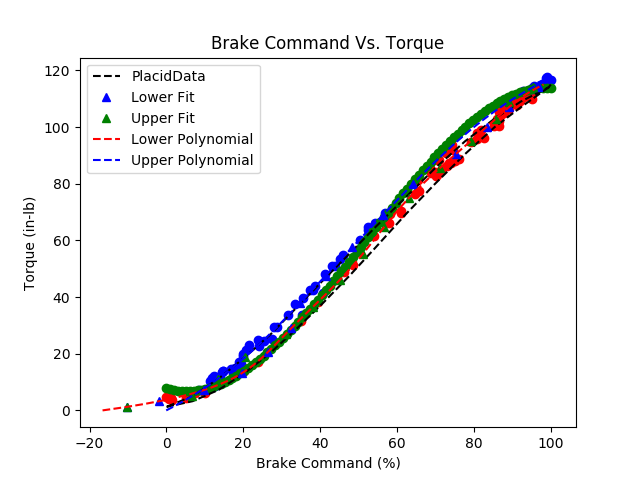 Brake Command Vs. Torque
PlacidData
Lower Fit
Upper Fit
Lower Polynomial
Upper Polynomial
Torque (in-lb)
120
100
80
60
40
20
0
−20 0 20 40 60 80 100
Brake Command (%)